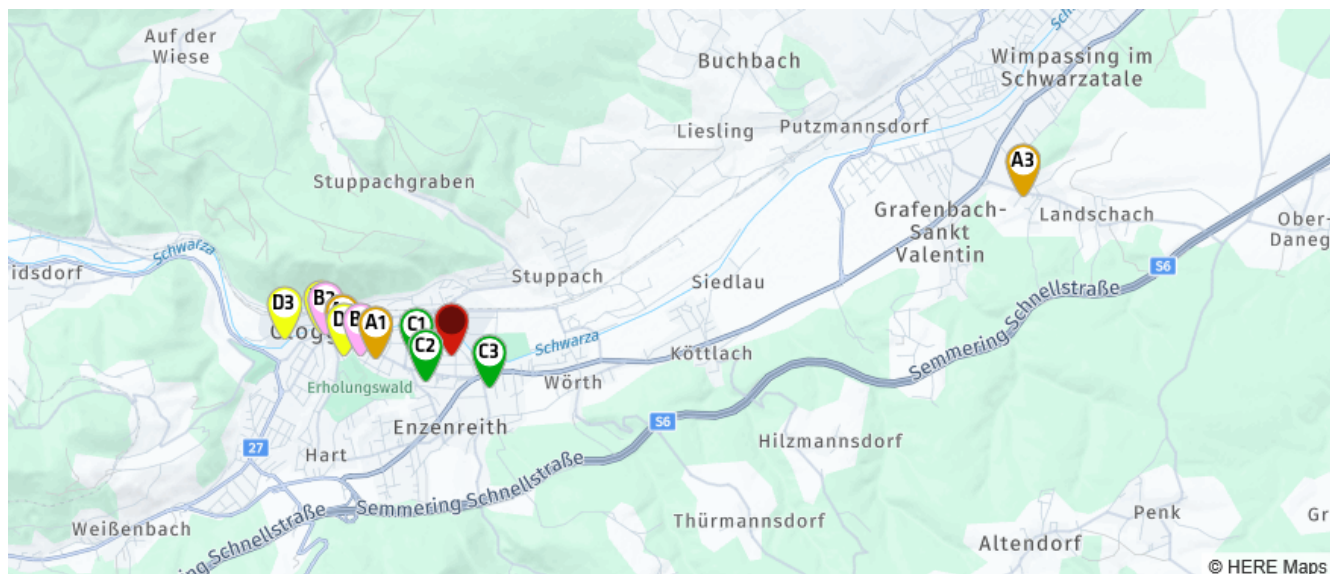 Auf der
Wiese
Buchbach
Wimpassing im
Schwarzatale
Liesling
Putzmannsdorf
A3
Stuppachgraben
Grafenbach-
Sankt
Valentin
Landschach
Ober-
Schwarza
Stuppach
Siedlau
S6
D3
B2
A1
C1
C2
C3
Schwarza
Köttlach
Semmering Schnellstraße
Erholungswald
Wörth
Enzenreith
S6
Hilzmannsdorf
27
Hart
Semmering Schnellstraße
Weißenbach
Thürmannsdorf
Penk
Altendorf
© HERE Maps